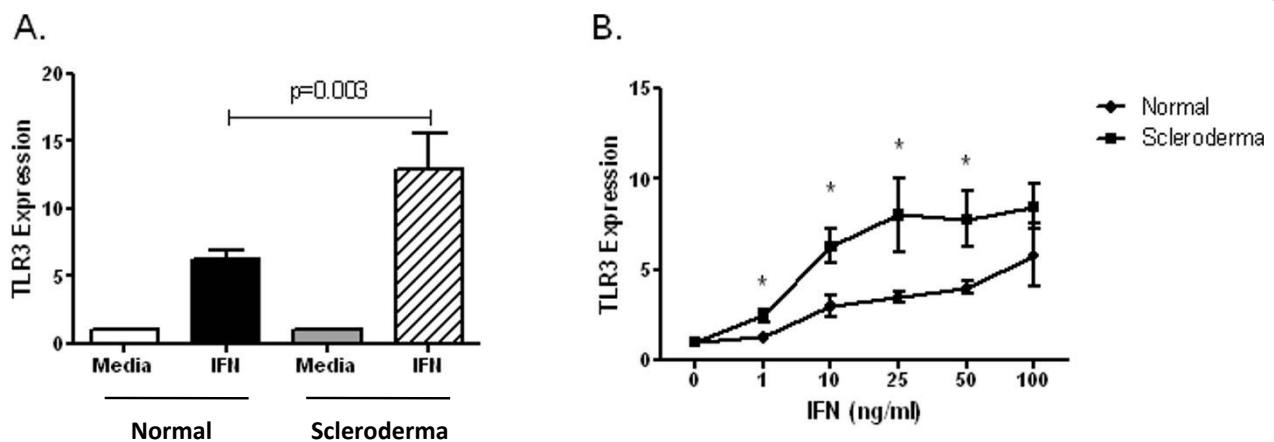 A.
TLR3 Expression
20
15
10
5
0
p=0.003
Media IFN Media IFN
Normal Scleroderma
B.
TLR3 Expression
15
10
5
0
* * * *
0 1 10 25 50 100
IFN (ng/ml)
Normal
Scleroderma